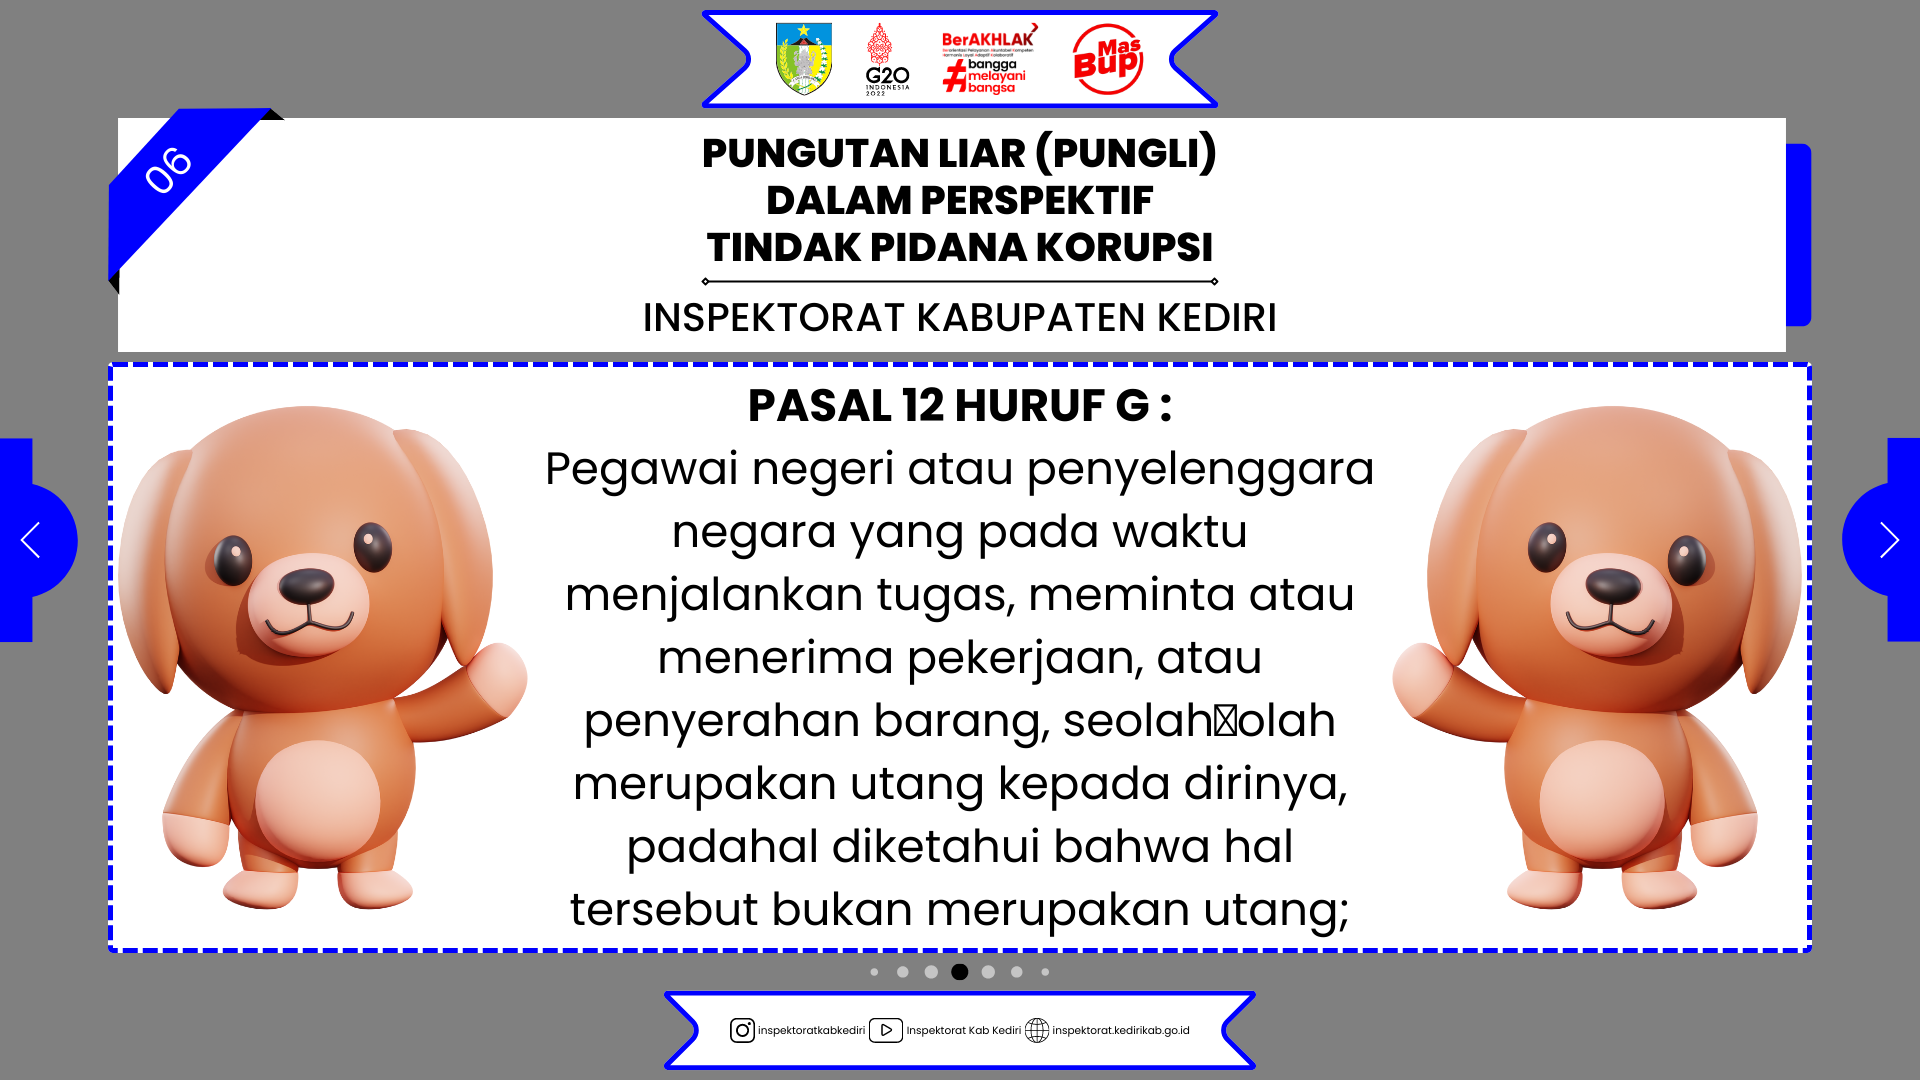 G20
INDONESIA
2022
BerAKHLAK
#bangga
melayani
bangsa
Mas
Bup
06
PUNGUTAN LIAR (PUNGLI)
DALAM PERSPEKTIF
TINDAK PIDANA KORUPSI
INSPEKTORAT KABUPATEN KEDIRI
PASAL 12 HURUF G :
Pegawai negeri atau penyelenggara
negara yang pada waktu
menjalankan tugas, meminta atau
menerima pekerjaan, atau
penyerahan barang, seolah￾olah
merupakan utang kepada dirinya,
padahal diketahui bahwa hal
tersebut bukan merupakan utang;
inspektoratkabkediri Inspektorat Kab Kediri inspektorat.kedirikab.go.id